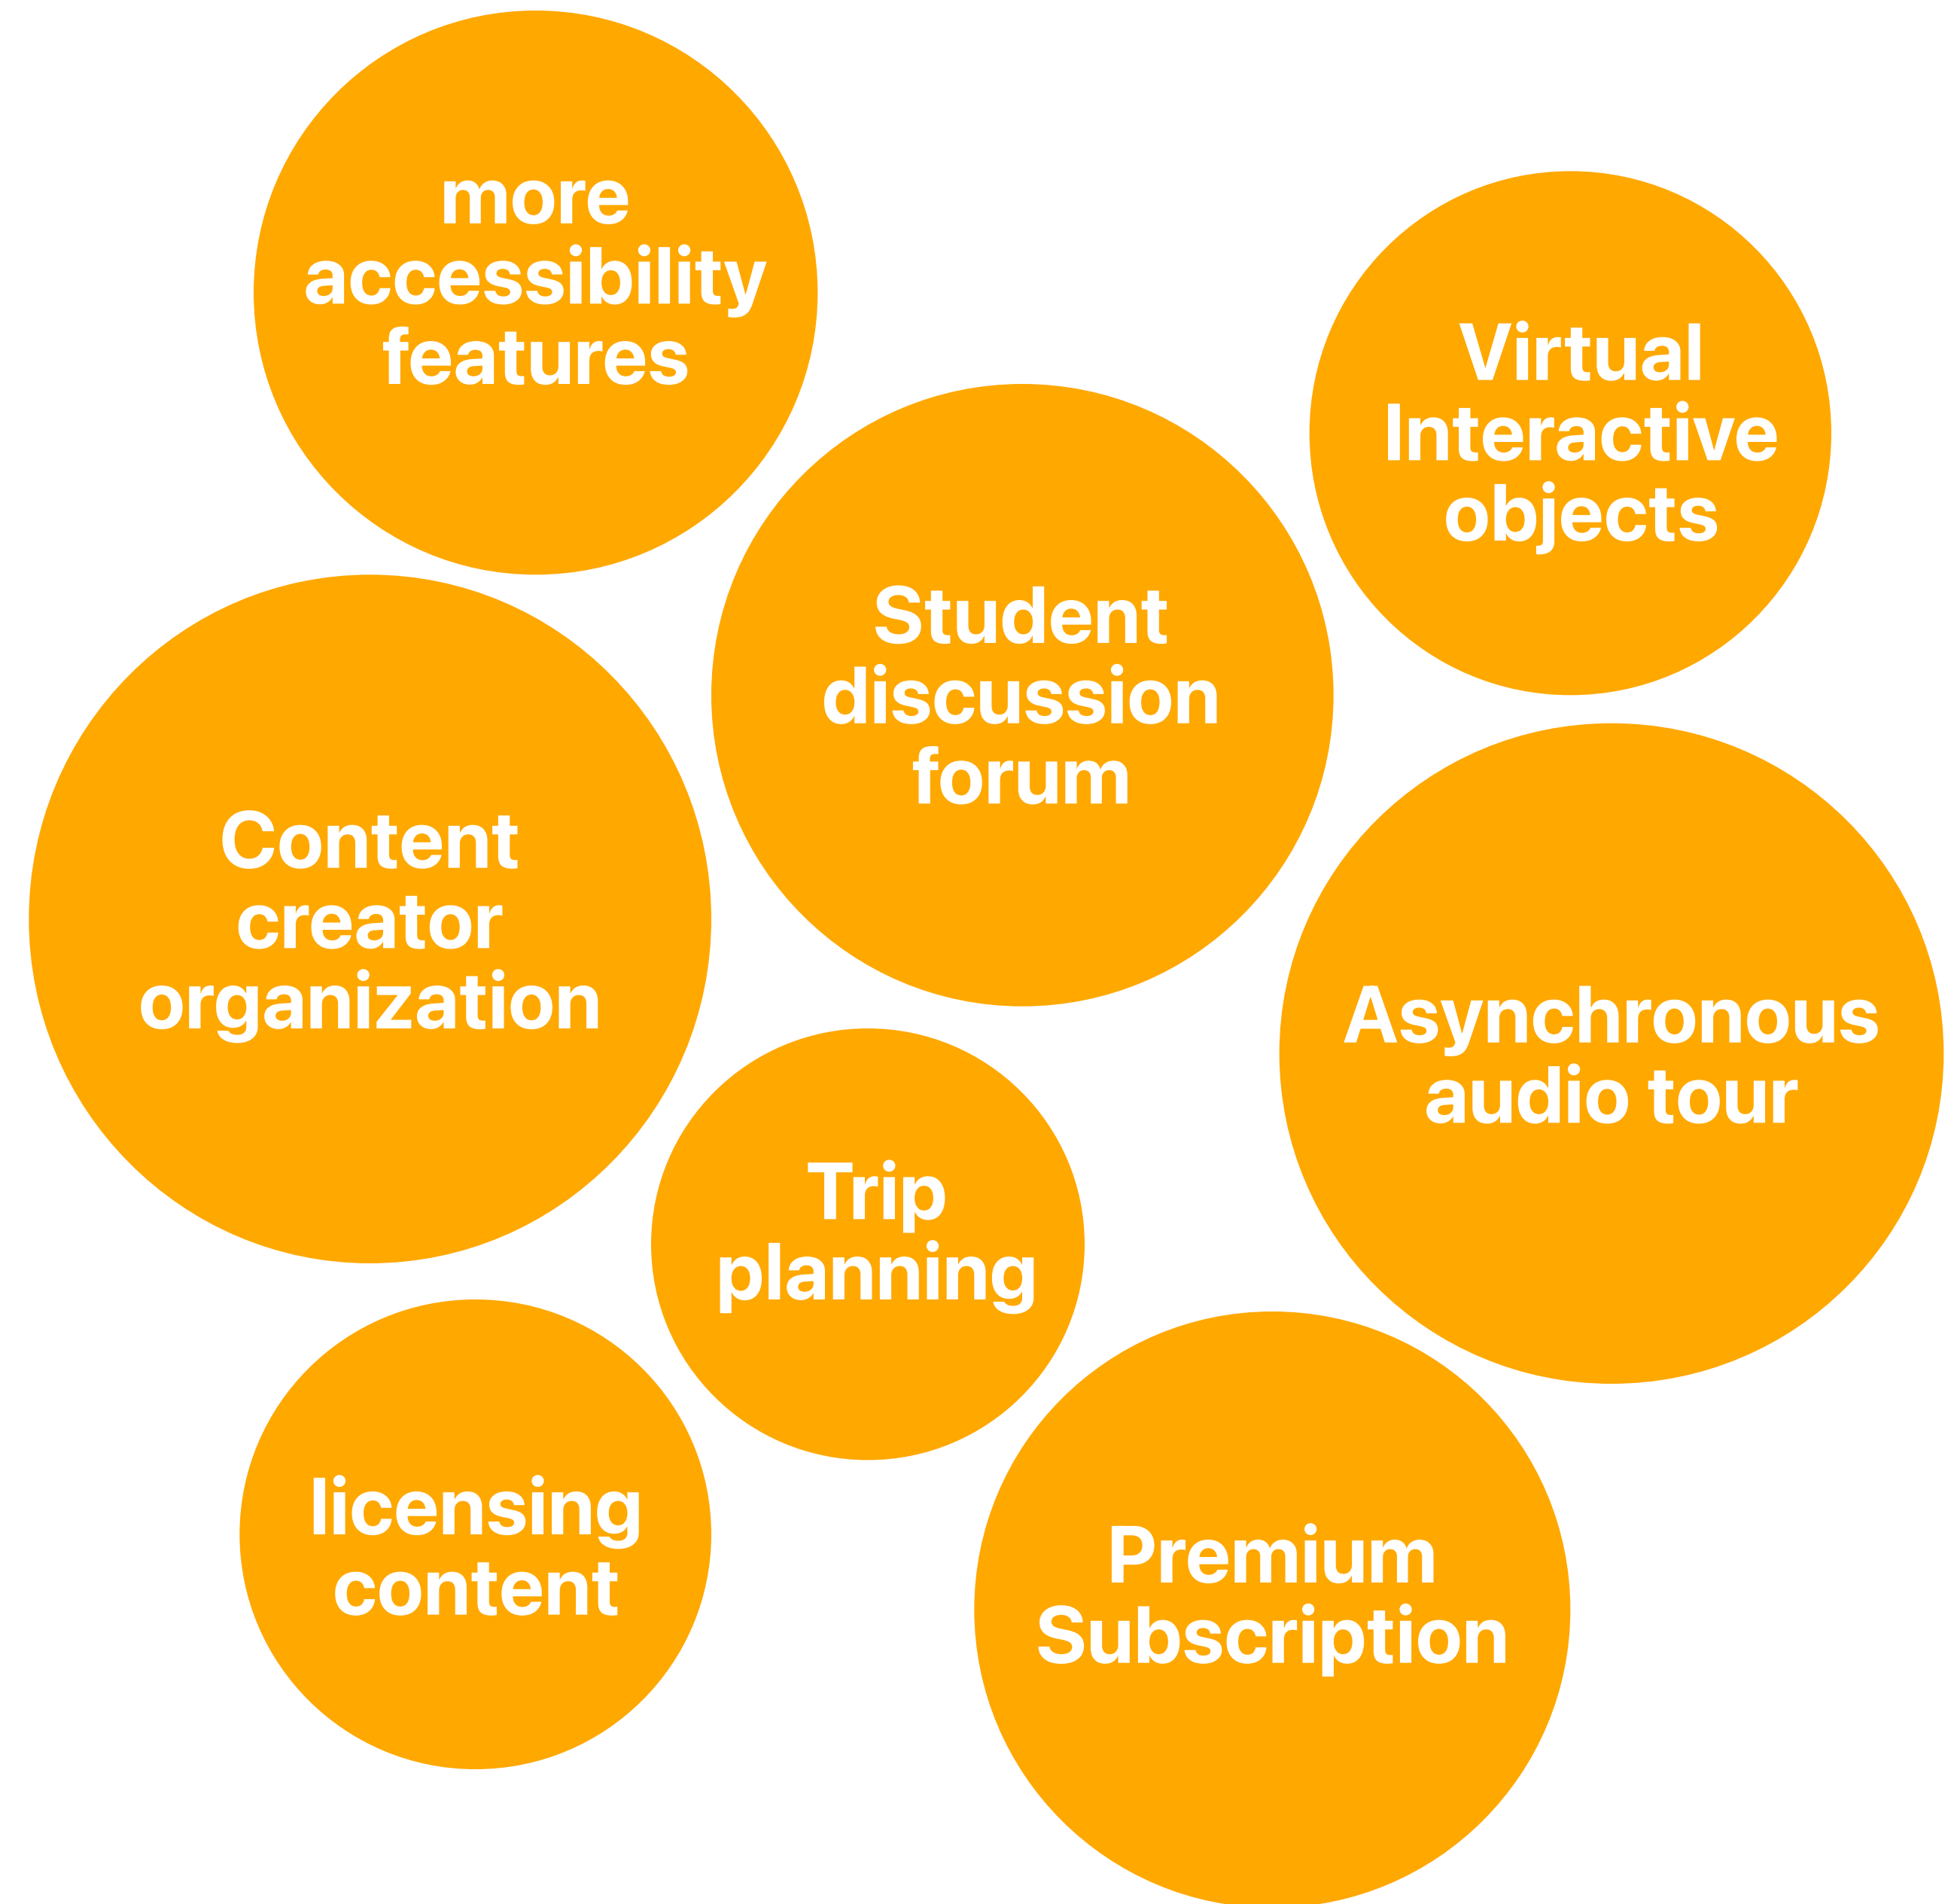 more
accessibility
features
Virtual
Interactive
objects
Student
discussion
forum
Content
creator
organization
Asynchronous
audio tour
Trip
planning
licensing
content
Premium
Subscription